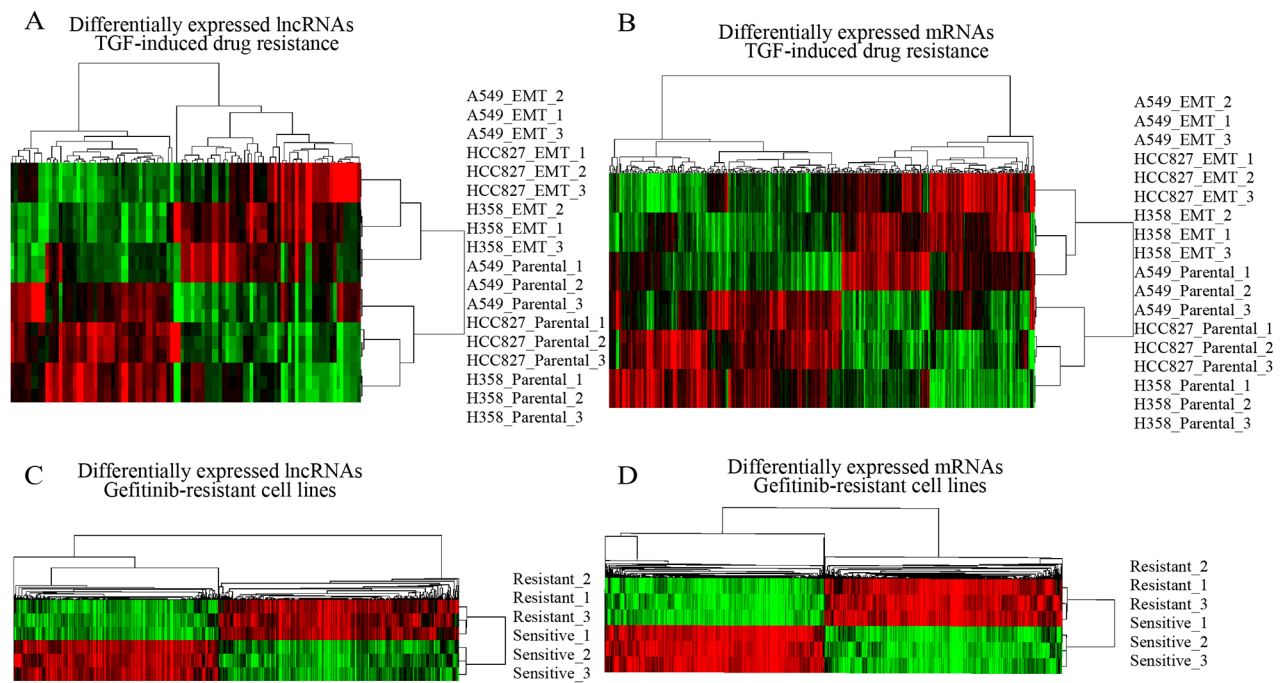 A
Differentially expressed lncRNAs
TGF-induced drug resistance
A549_EMT_2
A549_EMT_1
A549_EMT_3
HCC827_EMT_1
HCC827_EMT_2
HCC827_EMT_3
H358_EMT_2
H358_EMT_1
H358_EMT_3
A549_Parental_1
A549_Parental_2
A549_Parental_3
HCC827_Parental_1
HCC827_Parental_2
HCC827_Parental_3
H358_Parental_1
H358_Parental_2
H358_Parental_3
B
Differentially expressed mRNAs
TGF-induced drug resistance
A549_EMT_2
A549_EMT_1
A549_EMT_3
HCC827_EMT_1
HCC827_EMT_2
HCC827_EMT_3
H358_EMT_2
H358_EMT_1
H358_EMT_3
A549_Parental_1
A549_Parental_2
A549_Parental_3
HCC827_Parental_1
HCC827_Parental_2
HCC827_Parental_3
H358_Parental_1
H358_Parental_2
H358_Parental_3
C
Differentially expressed lncRNAs
Gefitinib-resistant cell lines
Resistant_2
Resistant_1
Resistant_3
Sensitive_1
Sensitive_2
Sensitive_3
D
Differentially expressed mRNAs
Gefitinib-resistant cell lines
Resistant_2
Resistant_1
Resistant_3
Sensitive_1
Sensitive_2
Sensitive_3